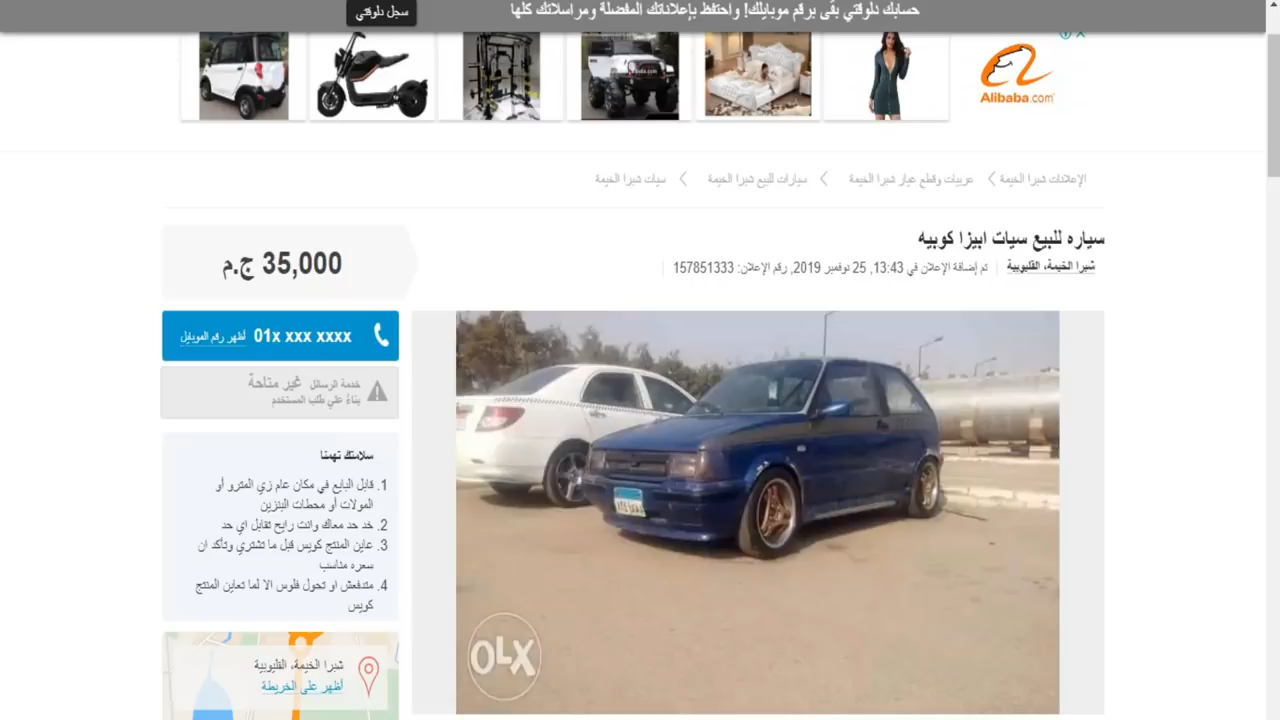 حسابك دلوقتي بقى برقم موبايلك! واحتفظ بإعلاناتك المفضلة ومراسلاتك كلها
سجل دلوقتي
Alibaba.com
الإعلانات شبرا الخيمة
عربيات وقطع غيار شبرا الخيمة
سيارات للبيع شبرا الخيمة
سيات شبرا الخيمة
سياره للبيع سيات ابيزا كوبيه
شبرا الخيمة، القليوبية
تم إضافة الإعلان في 13:43, 25 نوفمبر 2019, رقم الإعلان: 157851333
35,000 ج.م
01x xxx xxxx أظهر رقم الموبايل
خدمة الرسائل غير متاحة
بناءً على طلب المستخدم
سلامتك تهمنا
1. قابل البايع في مكان عام زي المترو أو
المولات أو محطات البنزين
2. خد حد معاك وانت رايح تقابل اي حد
3. عاين المنتج كويس قبل ما تشتري وتأكد ان
سعره مناسب
4. متدفعش او تحول فلوس الا لما تعاين المنتج
كويس
شبرا الخيمة، القليوبية
أظهر على الخريطة
OLX